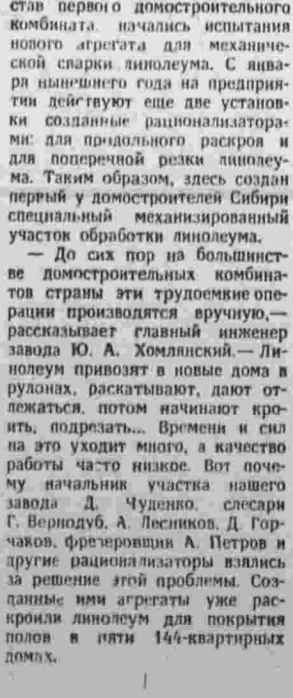 став первого домостроительного
комбината, начались испытания
нового агрегата для механиче-
ской сварки линолеума. С янва-
ря нынешнего года на предприя-
тии действуют еще две установ-
ки созданные рационализатора-
ми: для продольного раскроя и
для поперечной резки линолеу-
ма. Таким образом, здесь создан
первый у домостроителей Сибири
специальный механизированный
участок обработки линолеума.
— До сих пор на большинст-
ве домостроительных комбина-
тов страны эти трудоемкие опе-
рации производятся вручную,—
рассказывает главный инженер
завода Ю. А. Хомлянский.— Ли-
нолеум привозят в новые дома в
рулонах, раскатывают, дают от-
лежаться, потом начинают кро-
ить, подрезать... Времени и сил
на это уходит много, а качество
работы часто низкое. Вот поче-
му начальник участка нашего
завода Д. Чуденко, слесари
Г. Вернодуб, А. Лесников, Д. Гор-
чаков, фрезеровщик А. Петров и
другие рационализаторы взялись
за решение этой проблемы. Соз-
данные ими агрегаты уже рас-
кроили линолеум для покрытия
полов в пяти 144-квартирных
домах.